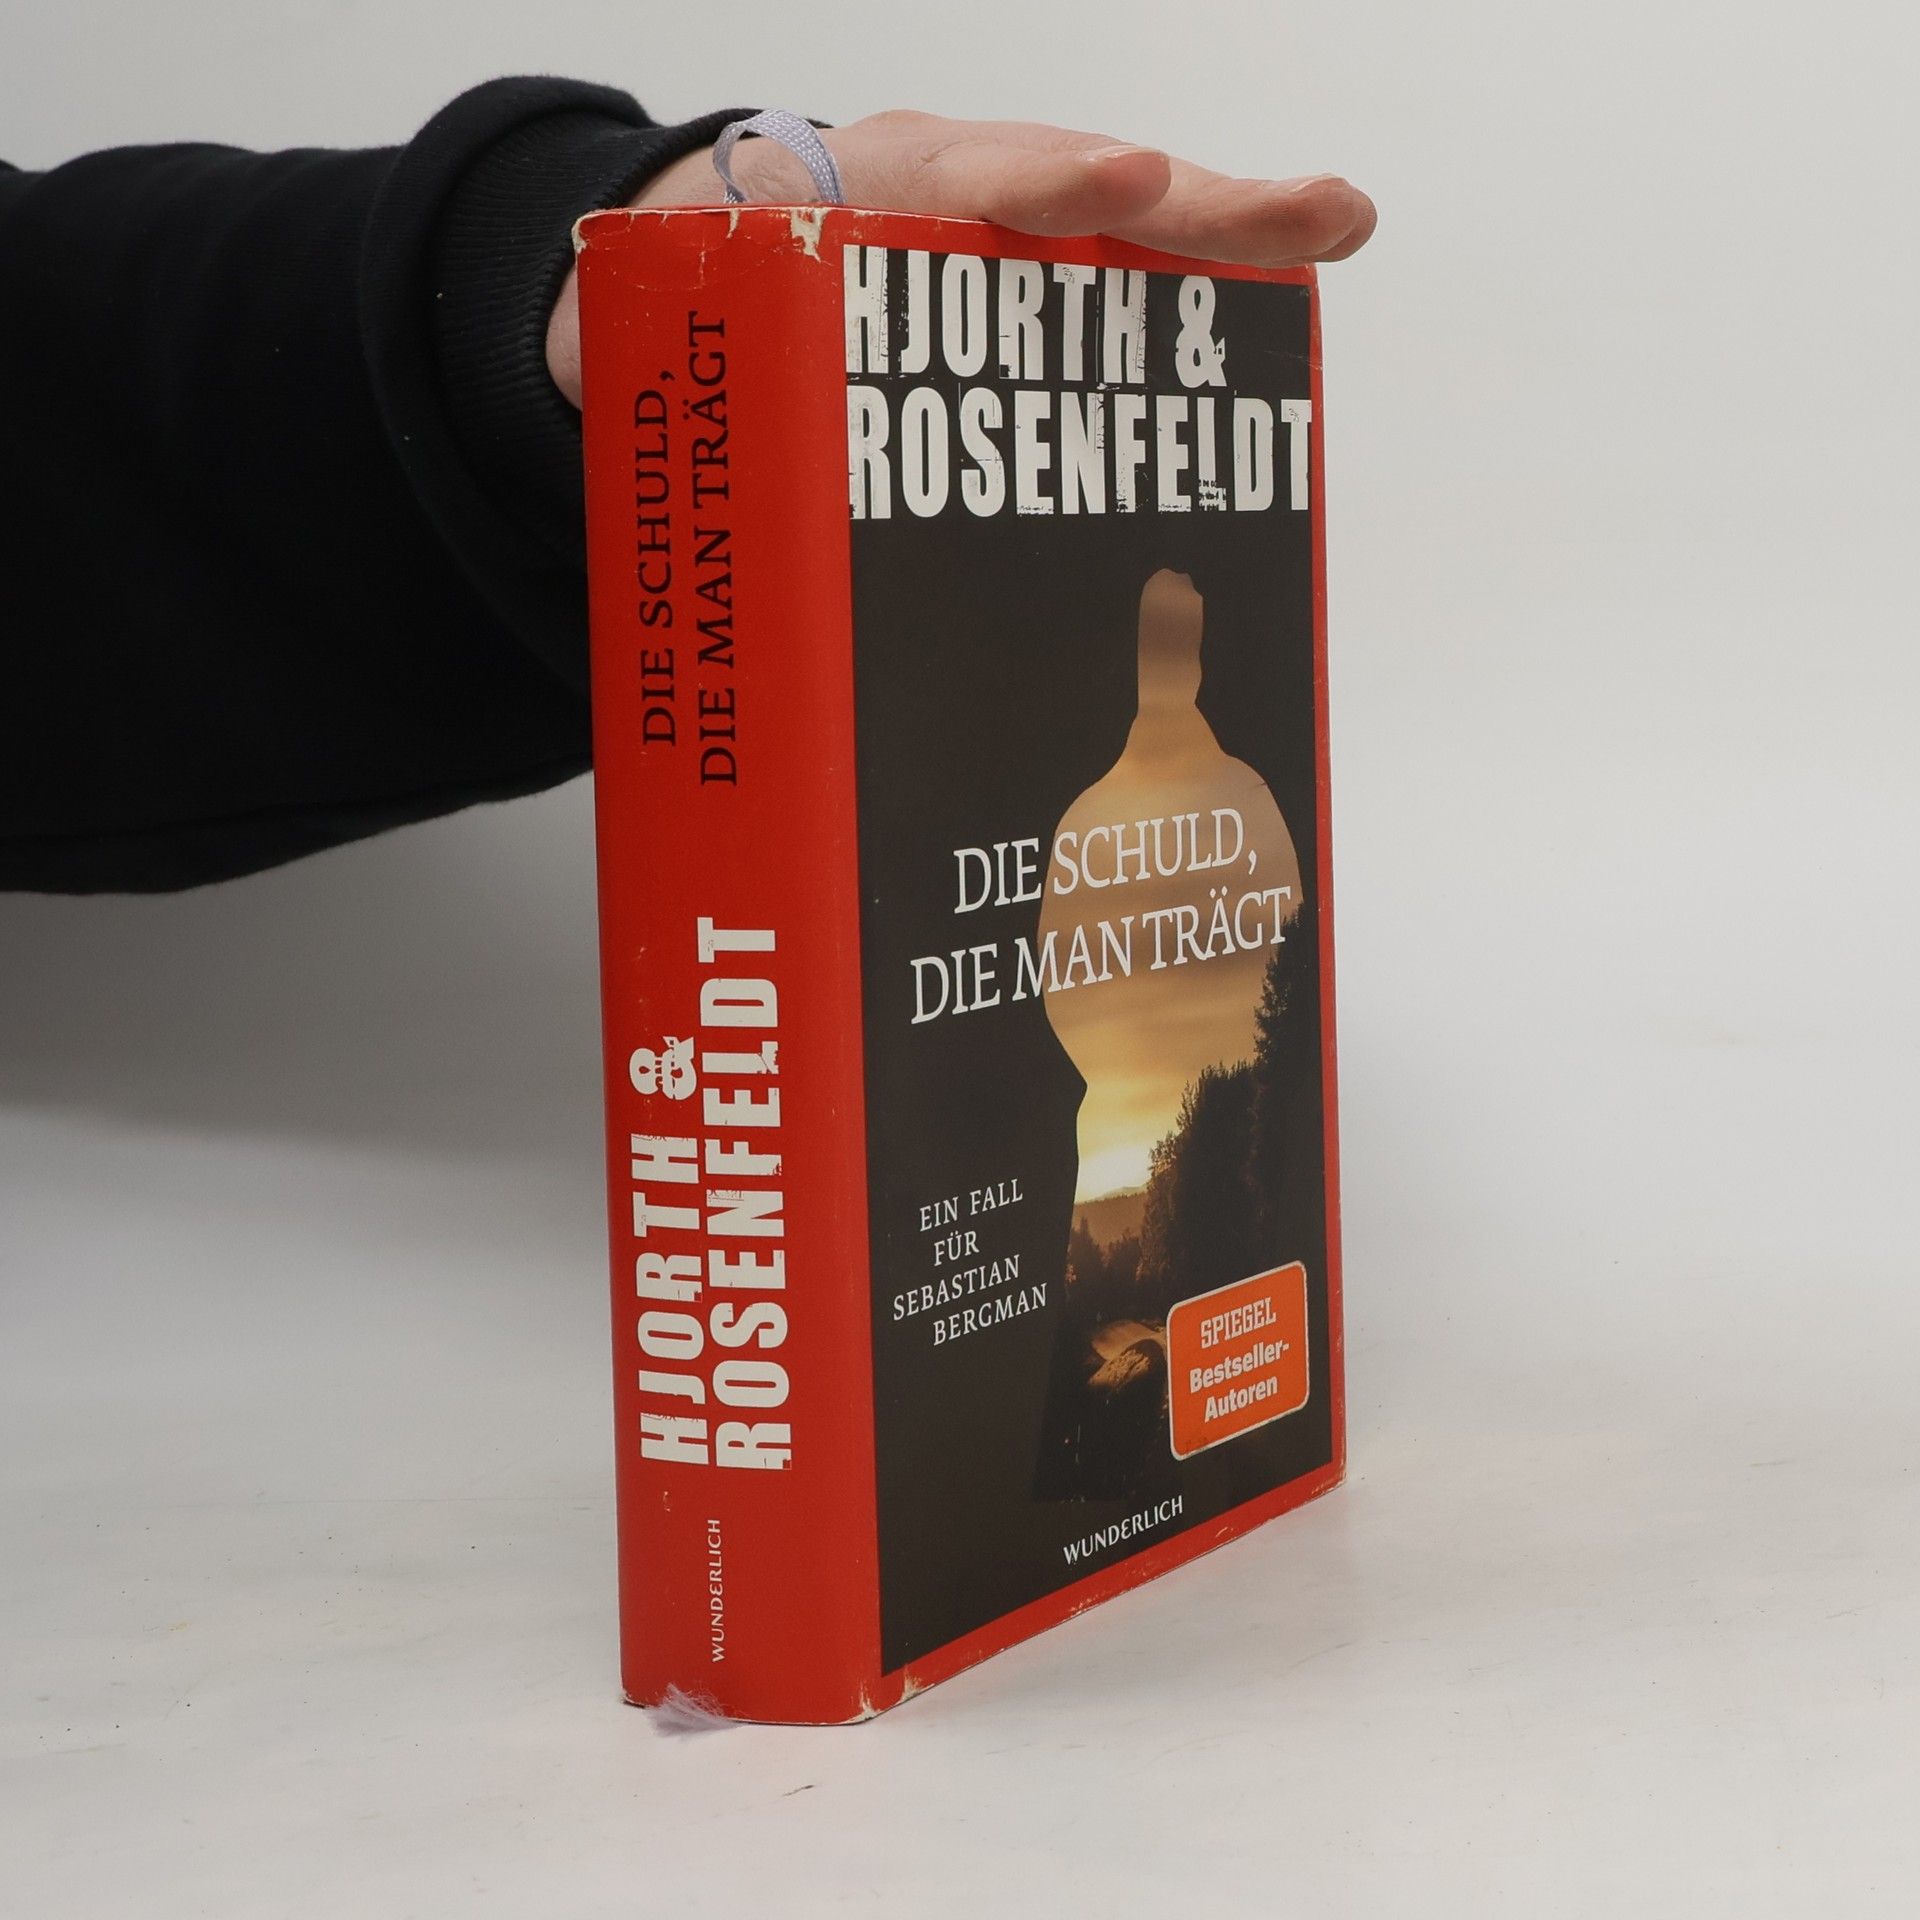 DIE SCHULD,
DIE MAN TRÄGT
HJORTH &
ROSENFELDT
WUNDERLICH
HJORTH &
ROSENFELDT
DIE SCHULD,
DIE MAN TRÄGT
EIN FALL
FÜR
SEBASTIAN
BERGMAN
SPIEGEL
Bestseller-
Autoren
WUNDERLICH